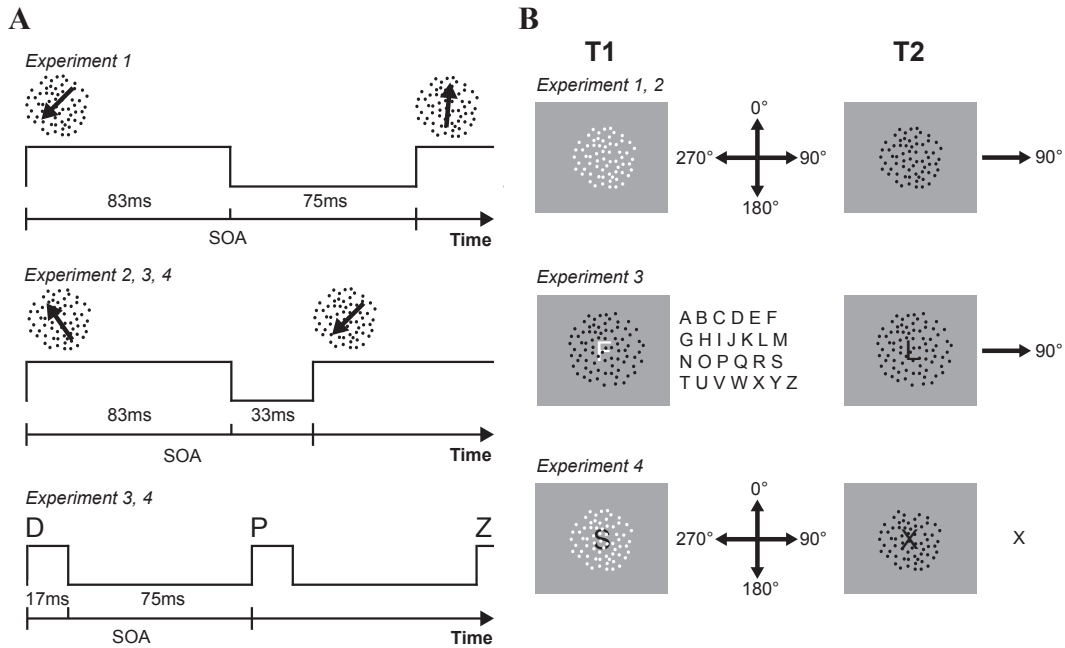 A
Experiment 1
83ms
75ms
SOA
Time
Experiment 2, 3, 4
83ms
33ms
SOA
Time
Experiment 3, 4
D P Z
17ms
75ms
SOA
Time
B
T1 T2
Experiment 1, 2
0°
270° 90°
180°
90°
Experiment 3
F
A B C D E F
G H I J K L M
N O P Q R S
T U V W X Y Z
L
90°
Experiment 4
S
0°
270° 90°
180°
X
X